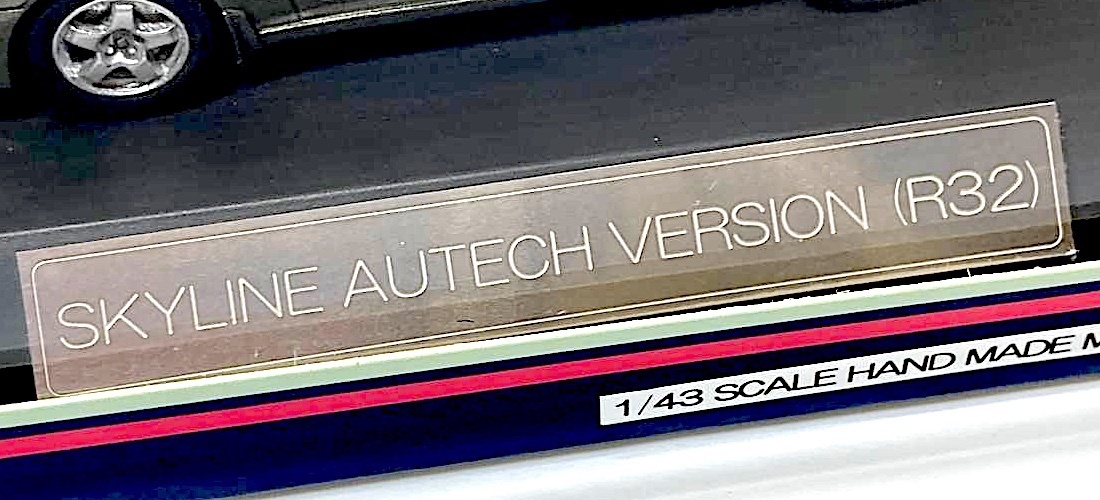 SKYLINE AUTECH VERSION (R32)
1/43 SCALE HAND MADE